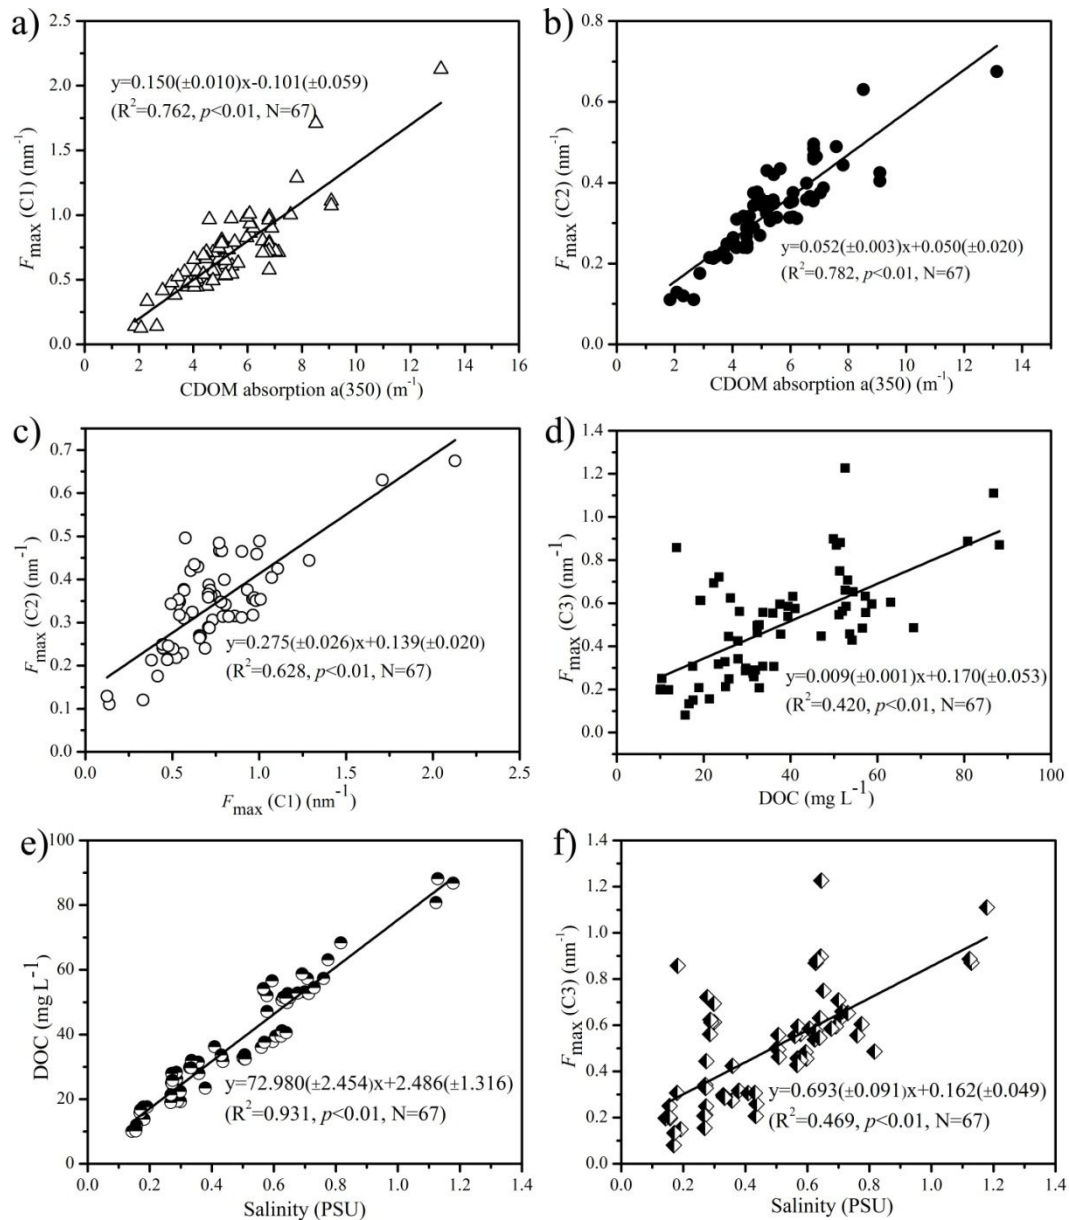 a)
2.5
2.0
1.5
1.0
0.5
0.0
F max (C1) (nm-1)
y=0.150(±0.010)x-0.101(±0.059)
(R2=0.762, p<0.01, N=67)
0 2 4 6 8 10 12 14 16
CDOM absorption a(350) (m-1)
b)
0.8
0.6
0.4
0.2
0.0
F max (C2) (nm-1)
y=0.052(±0.003)x+0.050(±0.020)
(R2=0.782, p<0.01, N=67)
0 2 4 6 8 10 12 14
CDOM absorption a(350) (m-1)
c)
0.7
0.6
0.5
0.4
0.3
0.2
0.1
0.0
F max (C2) (nm-1)
y=0.275(±0.026)x+0.139(±0.020)
(R2=0.628, p<0.01, N=67)
0.0 0.5 1.0 1.5 2.0 2.5
F max (C1) (nm-1)
d)
1.4
1.2
1.0
0.8
0.6
0.4
0.2
0.0
F max (C3) (nm-1)
y=0.009(±0.001)x+0.170(±0.053)
(R2=0.420, p<0.01, N=67)
0 20 40 60 80 100
DOC (mg L-1)
e)
100
80
60
40
20
0
DOC (mg L-1)
y=72.980(±2.454)x+2.486(±1.316)
(R2=0.931, p<0.01, N=67)
0.0 0.2 0.4 0.6 0.8 1.0 1.2 1.4
Salinity (PSU)
f)
1.4
1.2
1.0
0.8
0.6
0.4
0.2
0.0
F max (C3) (nm-1)
y=0.693(±0.091)x+0.162(±0.049)
(R2=0.469, p<0.01, N=67)
0.0 0.2 0.4 0.6 0.8 1.0 1.2 1.4
Salinity (PSU)